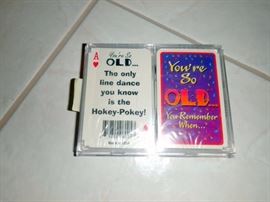 A
You're So
OLD...
The only
line dance
you know
is the
Hokey-Pokey!
You're
So
OLD...
You Remember
When...